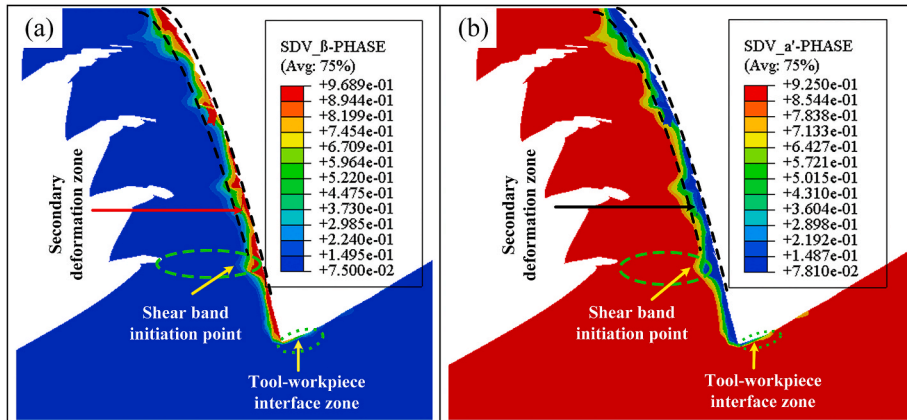 (a)
SDV_ß-PHASE
(Avg: 75%)
+9.689e-01
+8.944e-01
+8.199e-01
+7.454e-01
+6.709e-01
+5.964e-01
+5.220e-01
+4.475e-01
+3.730e-01
+2.985e-01
+2.240e-01
+1.495e-01
+7.500e-02
Secondary
deformation zone
Shear band
initiation point
Tool-workpiece
interface zone
(b)
SDV_a'-PHASE
(Avg: 75%)
+9.250e-01
+8.544e-01
+7.838e-01
+7.133e-01
+6.427e-01
+5.721e-01
+5.015e-01
+4.310e-01
+3.604e-01
+2.898e-01
+2.192e-01
+1.487e-01
+7.810e-02
Secondary
deformation zone
Shear band
initiation point
Tool-workpiece
interface zone